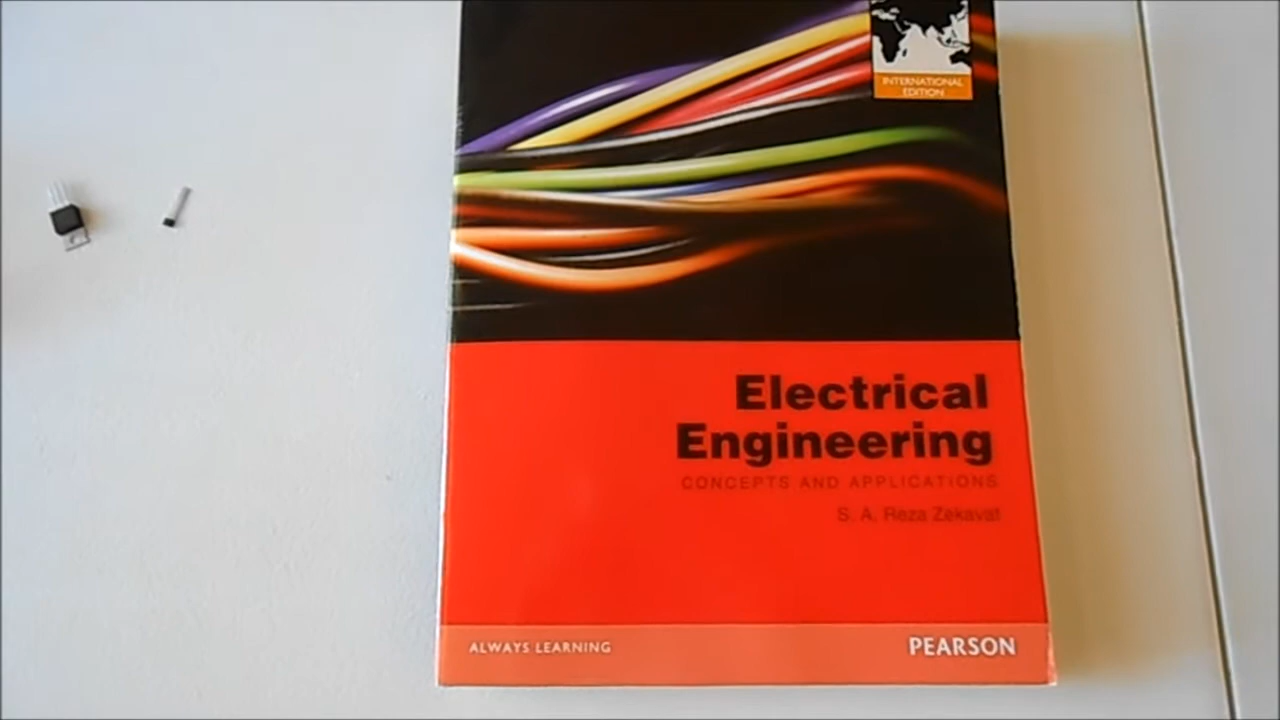 INTERNATIONAL
EDITION
Electrical
Engineering
CONCEPTS AND APPLICATIONS
S. A. Reza Zekavat
ALWAYS LEARNING
PEARSON